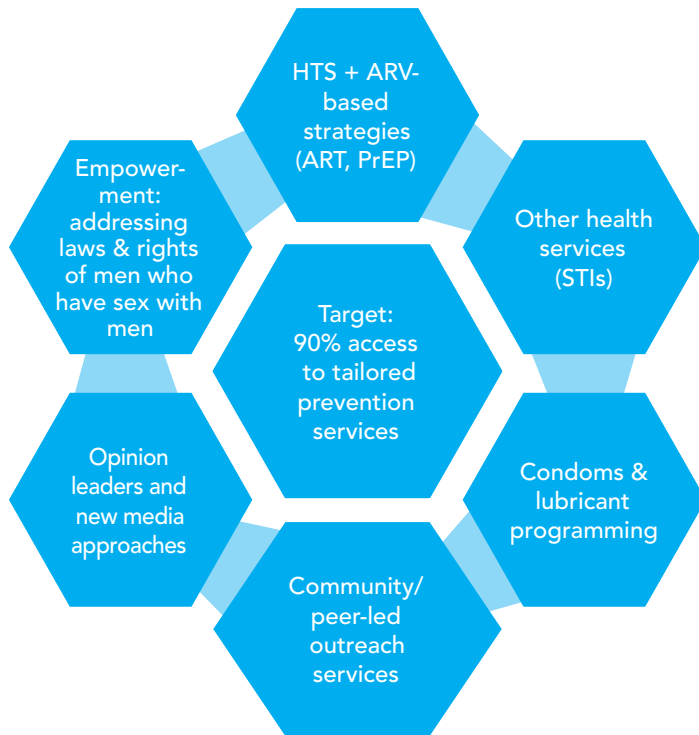 HTS + ARV-
based
strategies
(ART, PrEP)
Empower-
ment:
addressing
laws & rights
of men who
have sex with
men
Other health
services
(STIs)
Target:
90% access
to tailored
prevention
services
Opinion
leaders and
new media
approaches
Condoms &
lubricant
programming
Community/
peer-led
outreach
services